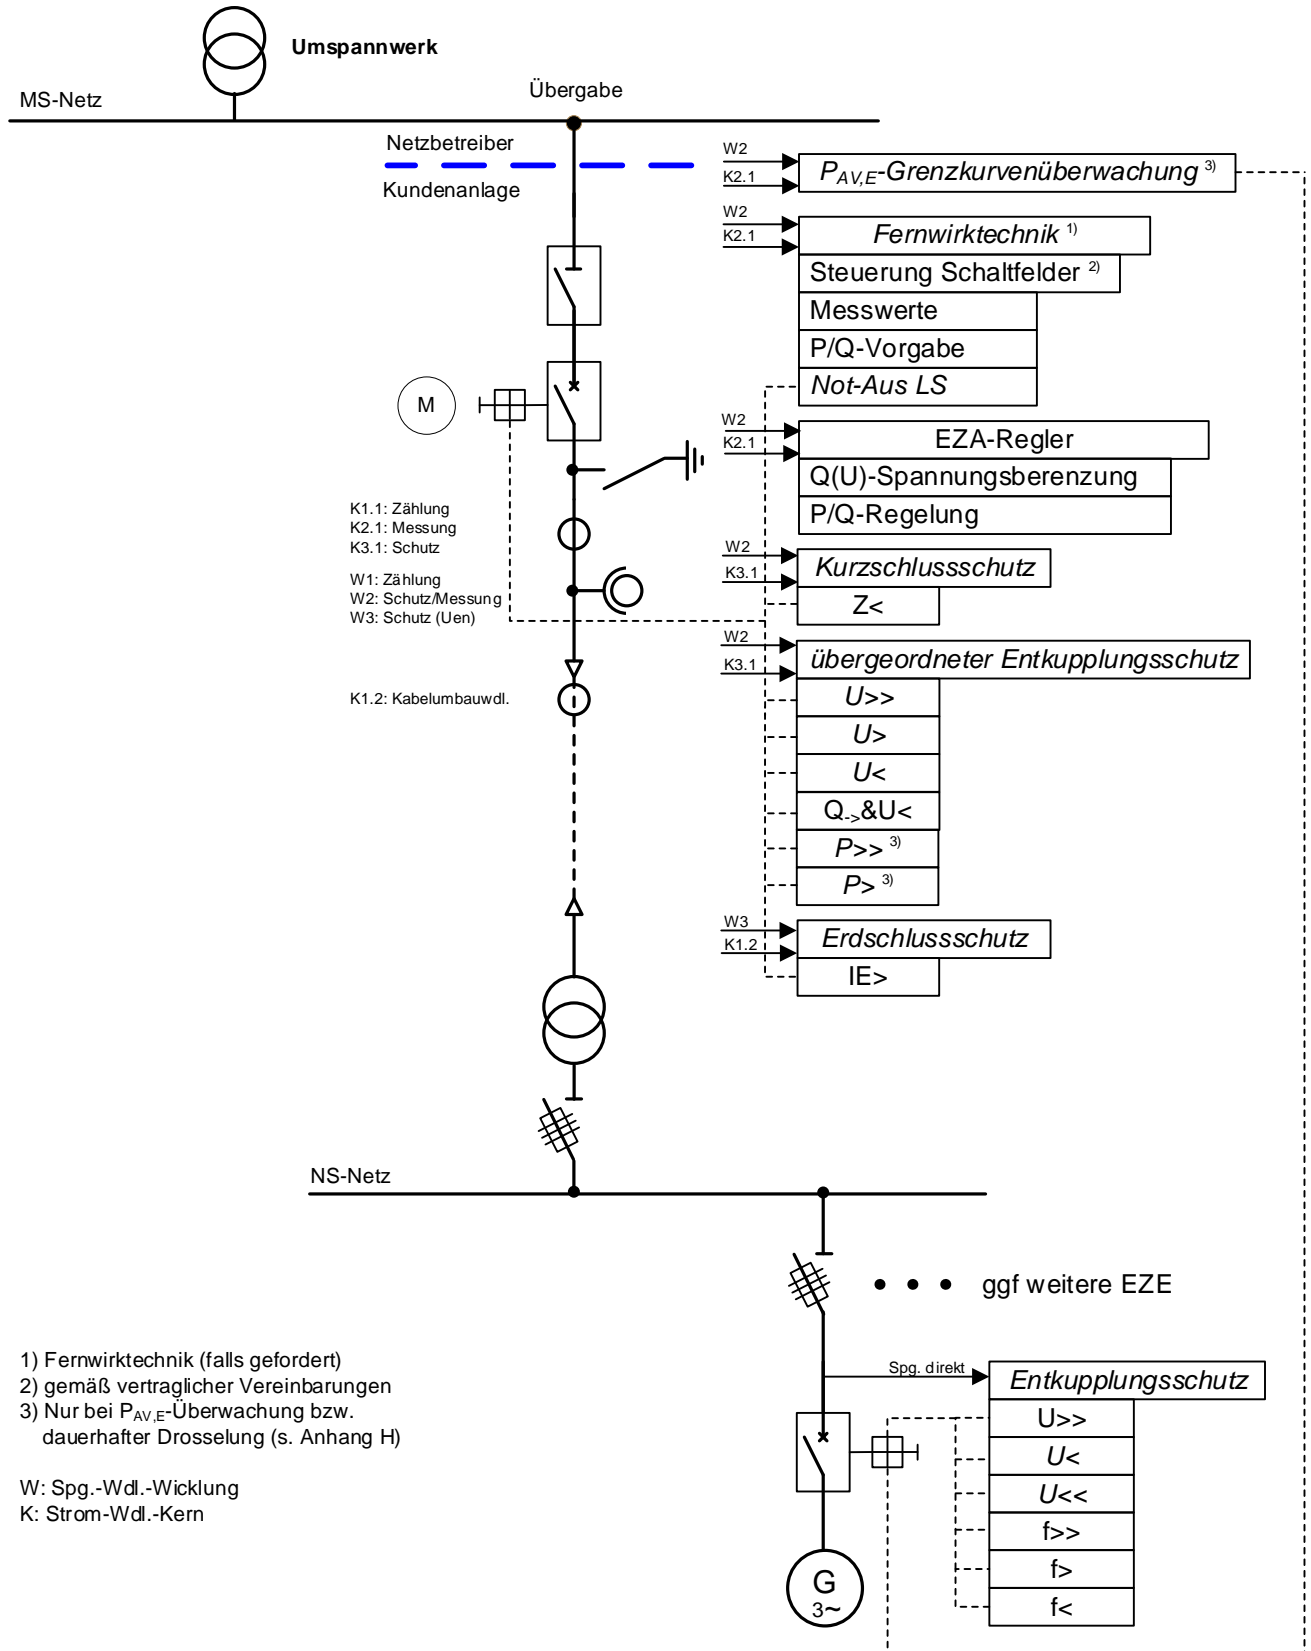 Umspannwerk
Übergabe
MS-Netz
Netzbetreiber
Kundenanlage
W2
K2.1
P_AV,E-Grenzkurvenüberwachung 3)
W2
K2.1
Fernwirktechnik 1)
Steuerung Schaltfelder 2)
Messwerte
P/Q-Vorgabe
Not-Aus LS
M
W2
K2.1
EZA-Regler
Q(U)-Spannungsberenzung
P/Q-Regelung
K1.1: Zählung
K2.1: Messung
K3.1: Schutz
W1: Zählung
W2: Schutz/Messung
W3: Schutz (Uen)
W2
K3.1
Kurzschlussschutz
Z<
W2
K3.1
übergeordneter Entkupplungsschutz
U>>
U>
U<
Q->&U<
P>> 3)
P> 3)
K1.2: Kabelumbauwdl.
W3
K1.2
Erdschlussschutz
IE>
NS-Netz
ggf weitere EZE
Spg. direkt
Entkupplungsschutz
U>>
U<
U<<
f>>
f>
f<
G
3~
1) Fernwirktechnik (falls gefordert)
2) gemäß vertraglicher Vereinbarungen
3) Nur bei P_AV,E-Überwachung bzw.
dauerhafter Drosselung (s. Anhang H)
W: Spg.-Wdl.-Wicklung
K: Strom-Wdl.-Kern